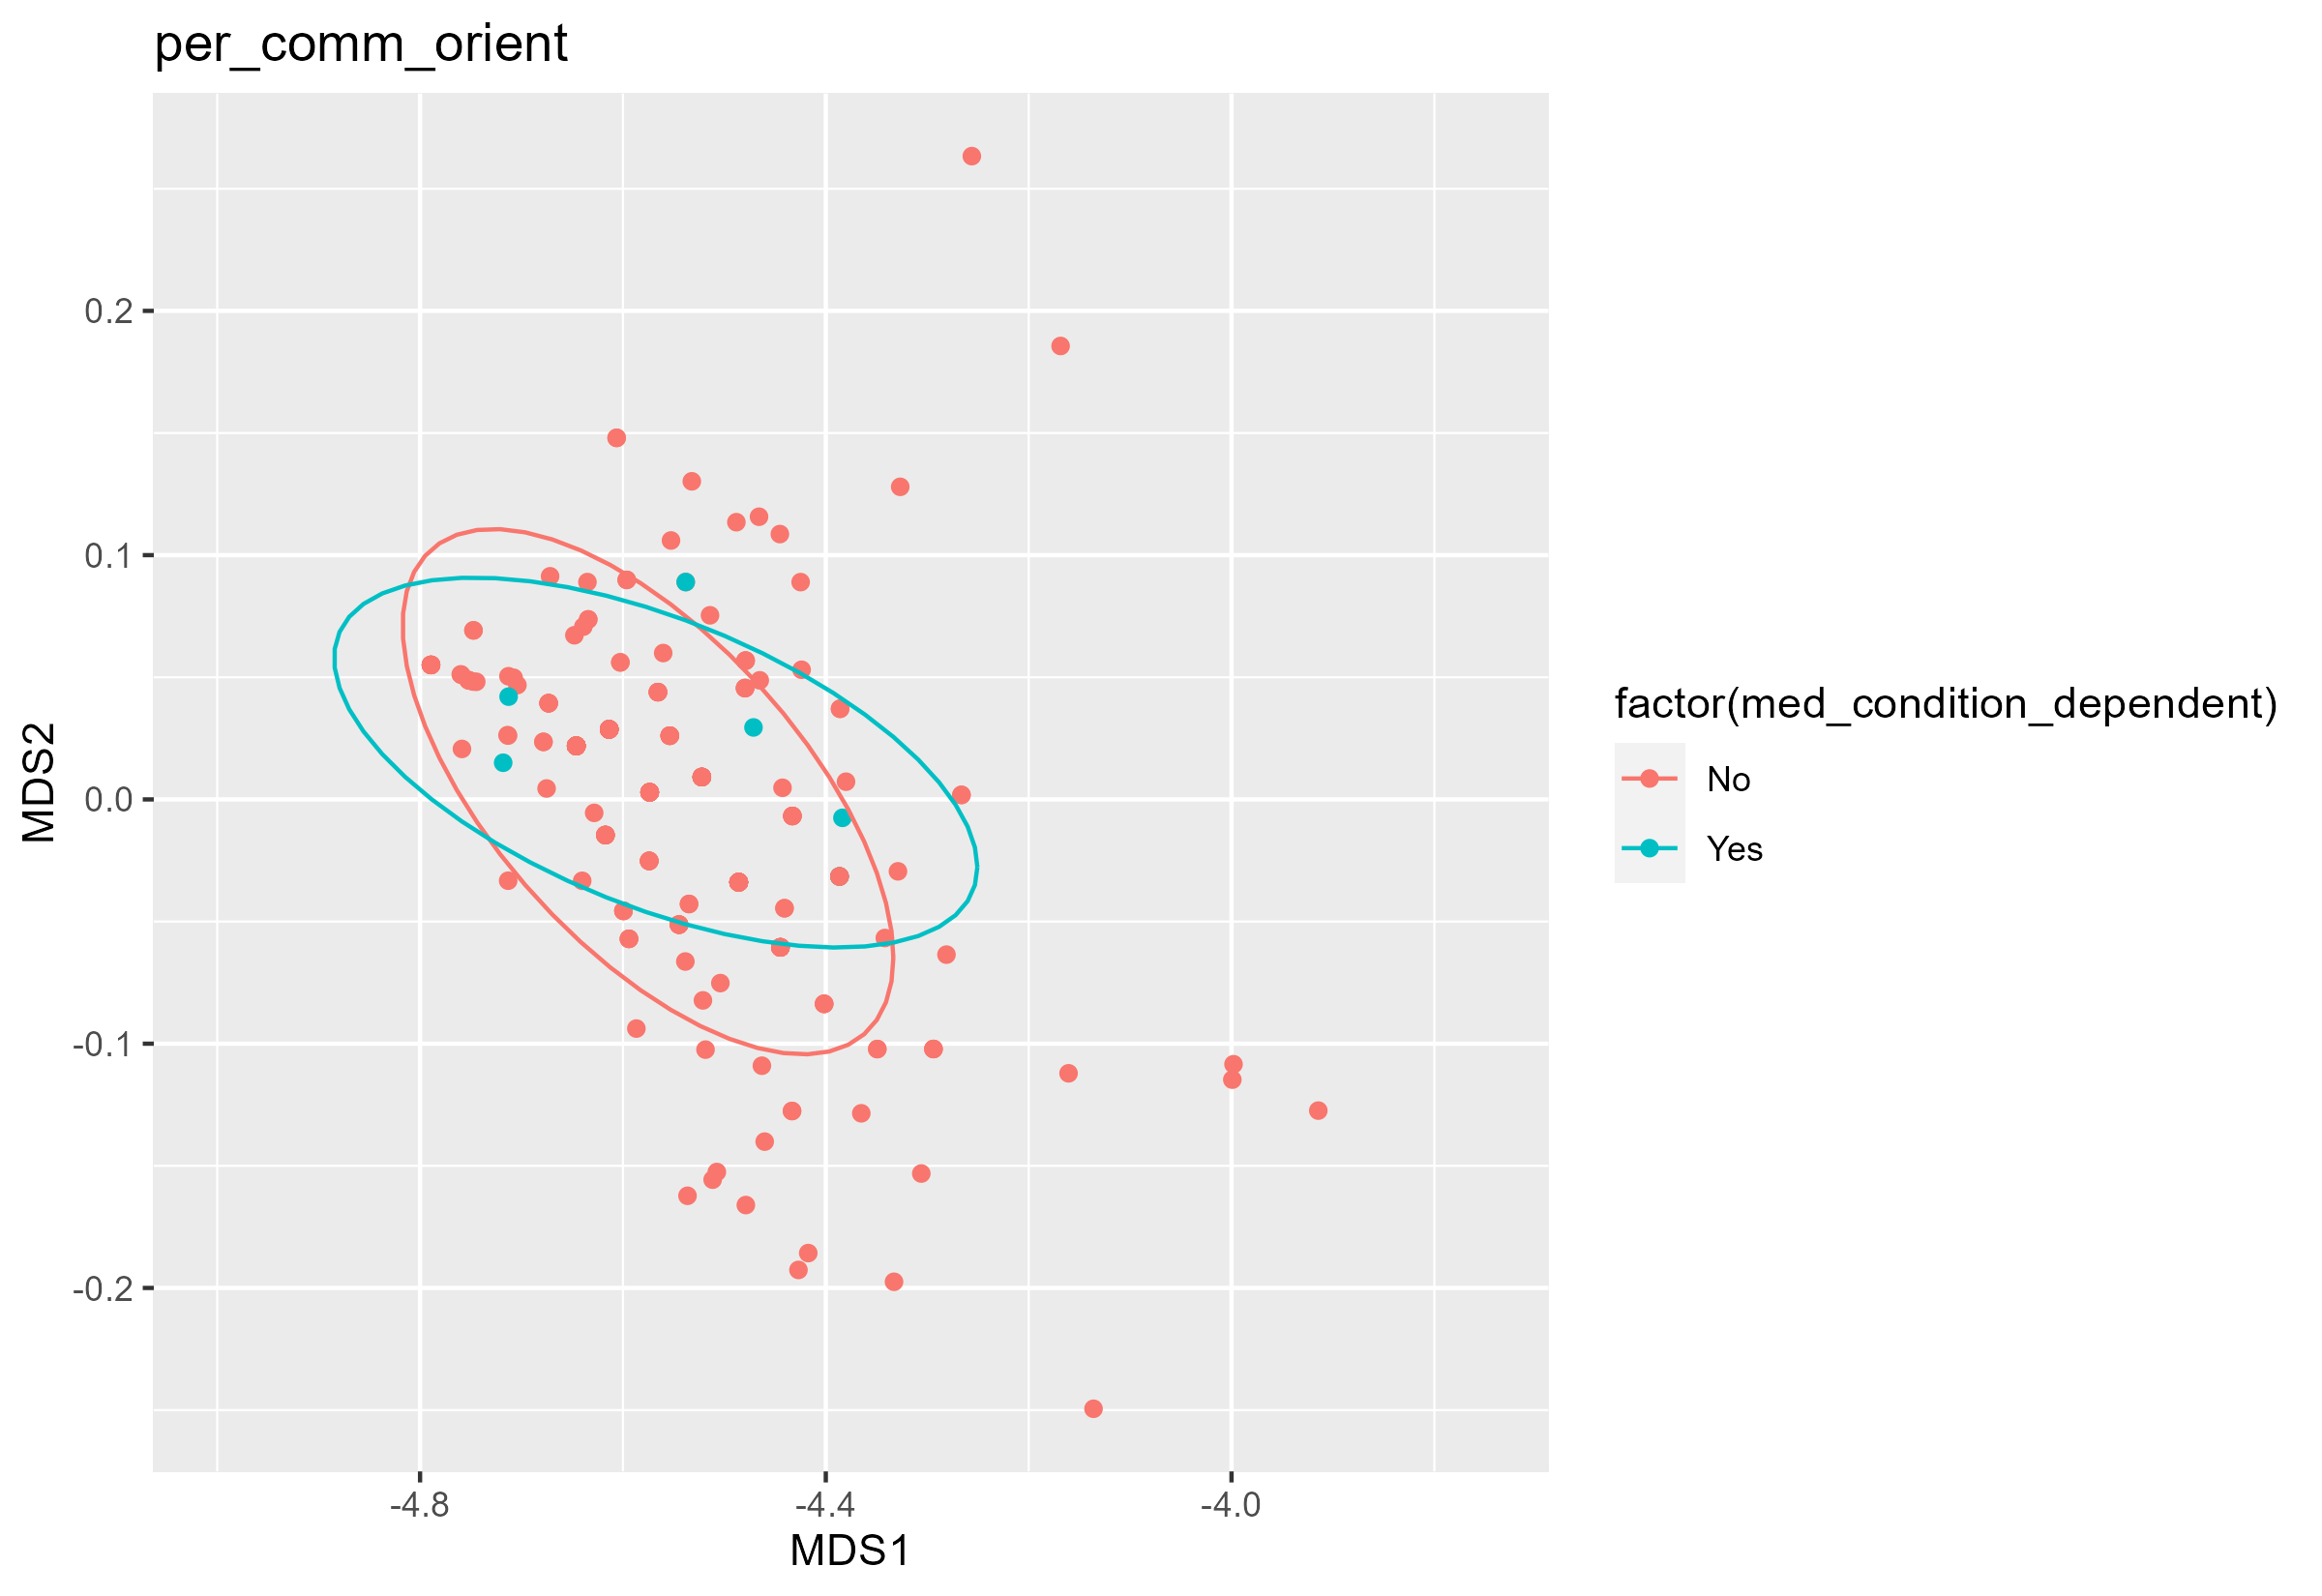 per_comm_orient
MDS2
0.2
0.1
0.0
-0.1
-0.2
-4.8
-4.4
-4.0
MDS1
factor(med_condition_dependent)
No
Yes